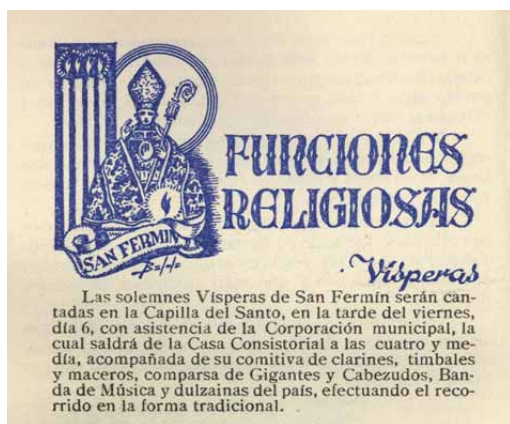 FUNCIONES
RELIGIOSAS
SAN FERMIN
Vísperas
Las solemnes Vísperas de San Fermín serán can-
tadas en la Capilla del Santo, en la tarde del viernes,
día 6, con asistencia de la Corporación municipal, la
cual saldrá de la Casa Consistorial a las cuatro y me-
día, acompañada de su comitiva de clarines, timbales
y maceros, comparsa de Gigantes y Cabezudos, Ban-
da de Música y dulzainas del país, efectuando el reco-
rrido en la forma tradicional.